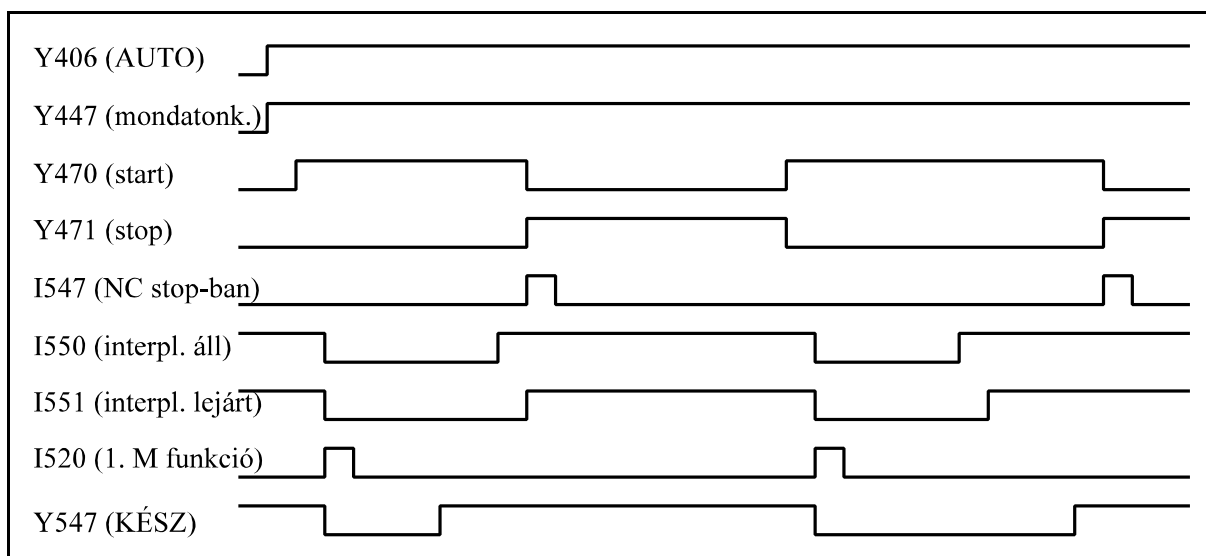 Y406 (AUTO)
Y447 (mondatonk.)
Y470 (start)
Y471 (stop)
I547 (NC stop-ban)
I550 (interpl. áll)
I551 (interpl. lejárt)
I520 (1. M funkció)
Y547 (KÉSZ)